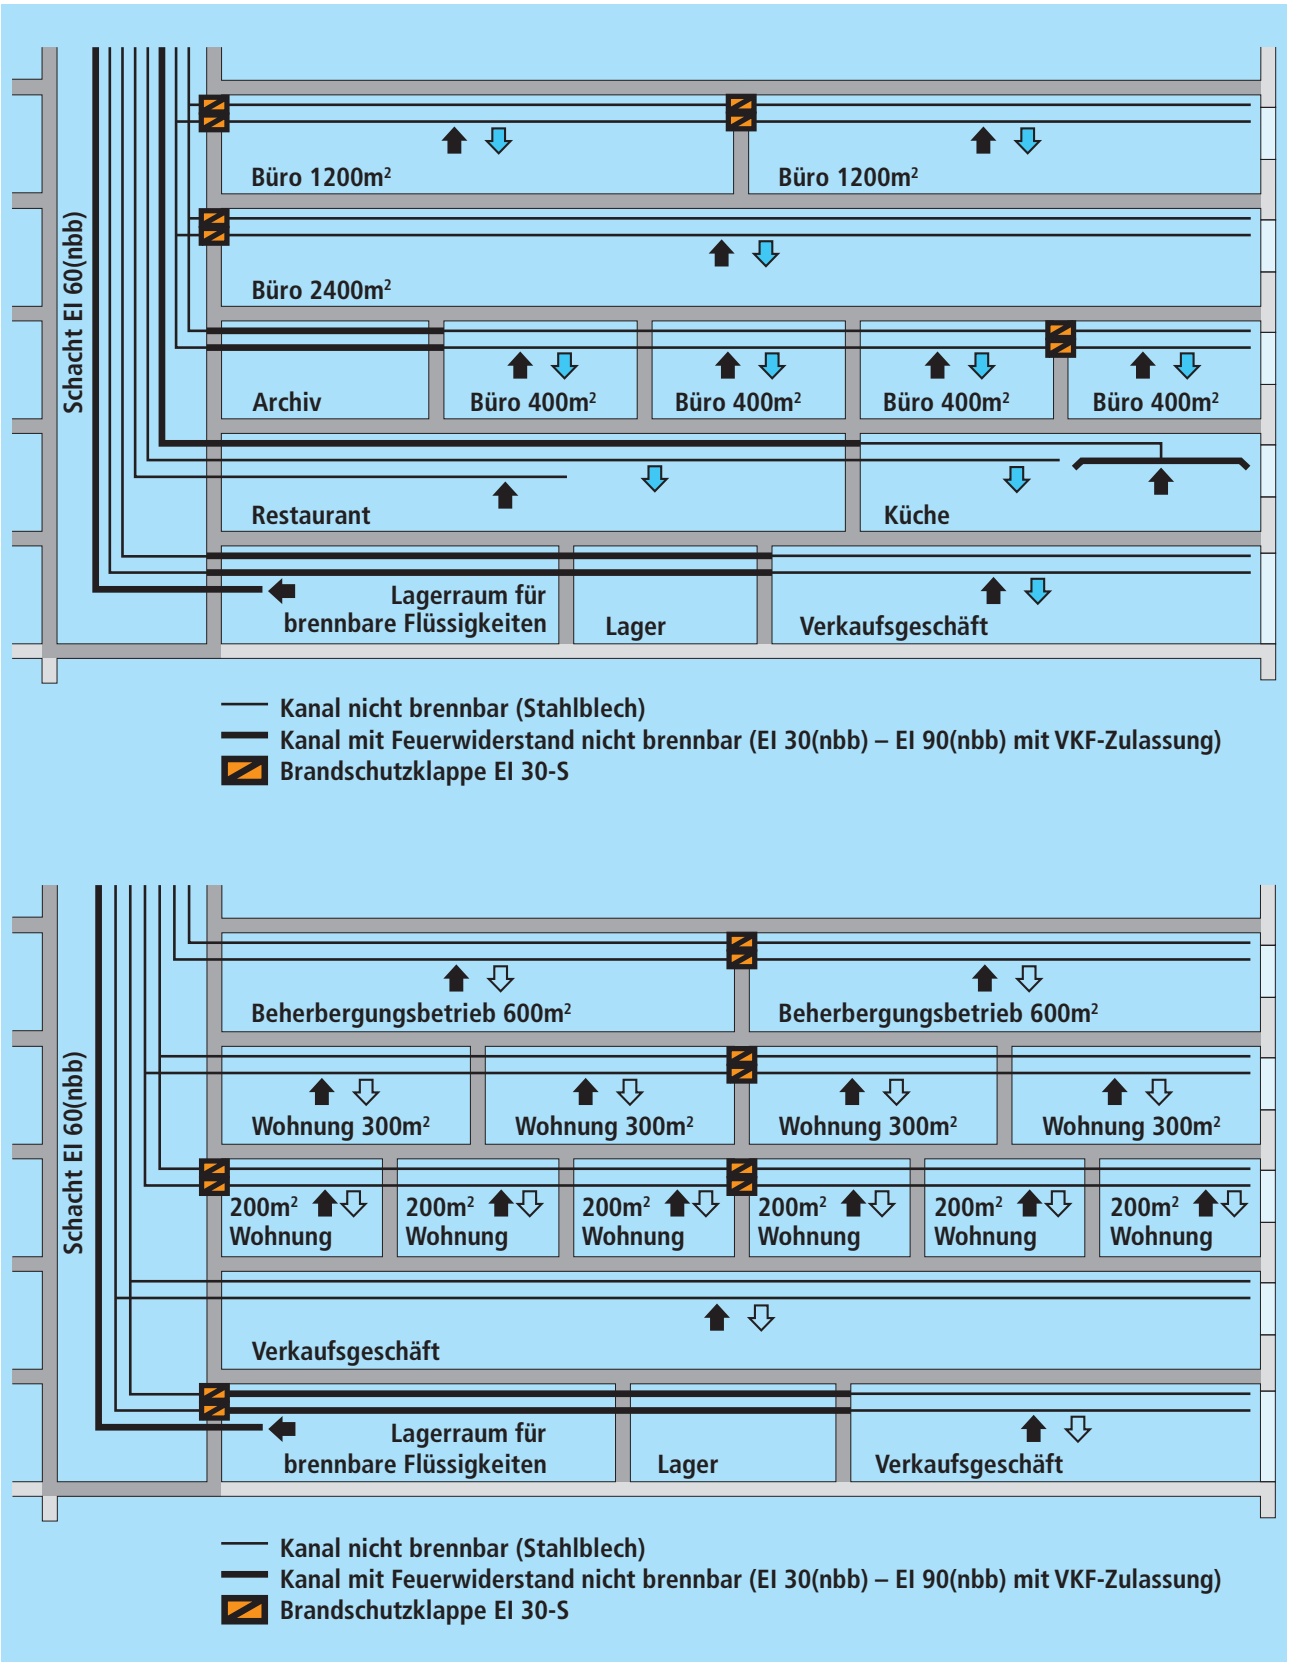 Schacht EI 60(nbb)
Büro 1200m²
Büro 1200m²
Büro 2400m²
Archiv
Büro 400m²
Büro 400m²
Büro 400m²
Büro 400m²
Restaurant
Küche
Lagerraum für
brennbare Flüssigkeiten
Lager
Verkaufsgeschäft
Kanal nicht brennbar (Stahlblech)
Kanal mit Feuerwiderstand nicht brennbar (EI 30(nbb) – EI 90(nbb) mit VKF-Zulassung)
Brandschutzklappe EI 30-S
Schacht EI 60(nbb)
Beherbergungsbetrieb 600m²
Beherbergungsbetrieb 600m²
Wohnung 300m²
Wohnung 300m²
Wohnung 300m²
Wohnung 300m²
200m²
Wohnung
200m²
Wohnung
200m²
Wohnung
200m²
Wohnung
200m²
Wohnung
200m²
Wohnung
Verkaufsgeschäft
Lagerraum für
brennbare Flüssigkeiten
Lager
Verkaufsgeschäft
Kanal nicht brennbar (Stahlblech)
Kanal mit Feuerwiderstand nicht brennbar (EI 30(nbb) – EI 90(nbb) mit VKF-Zulassung)
Brandschutzklappe EI 30-S